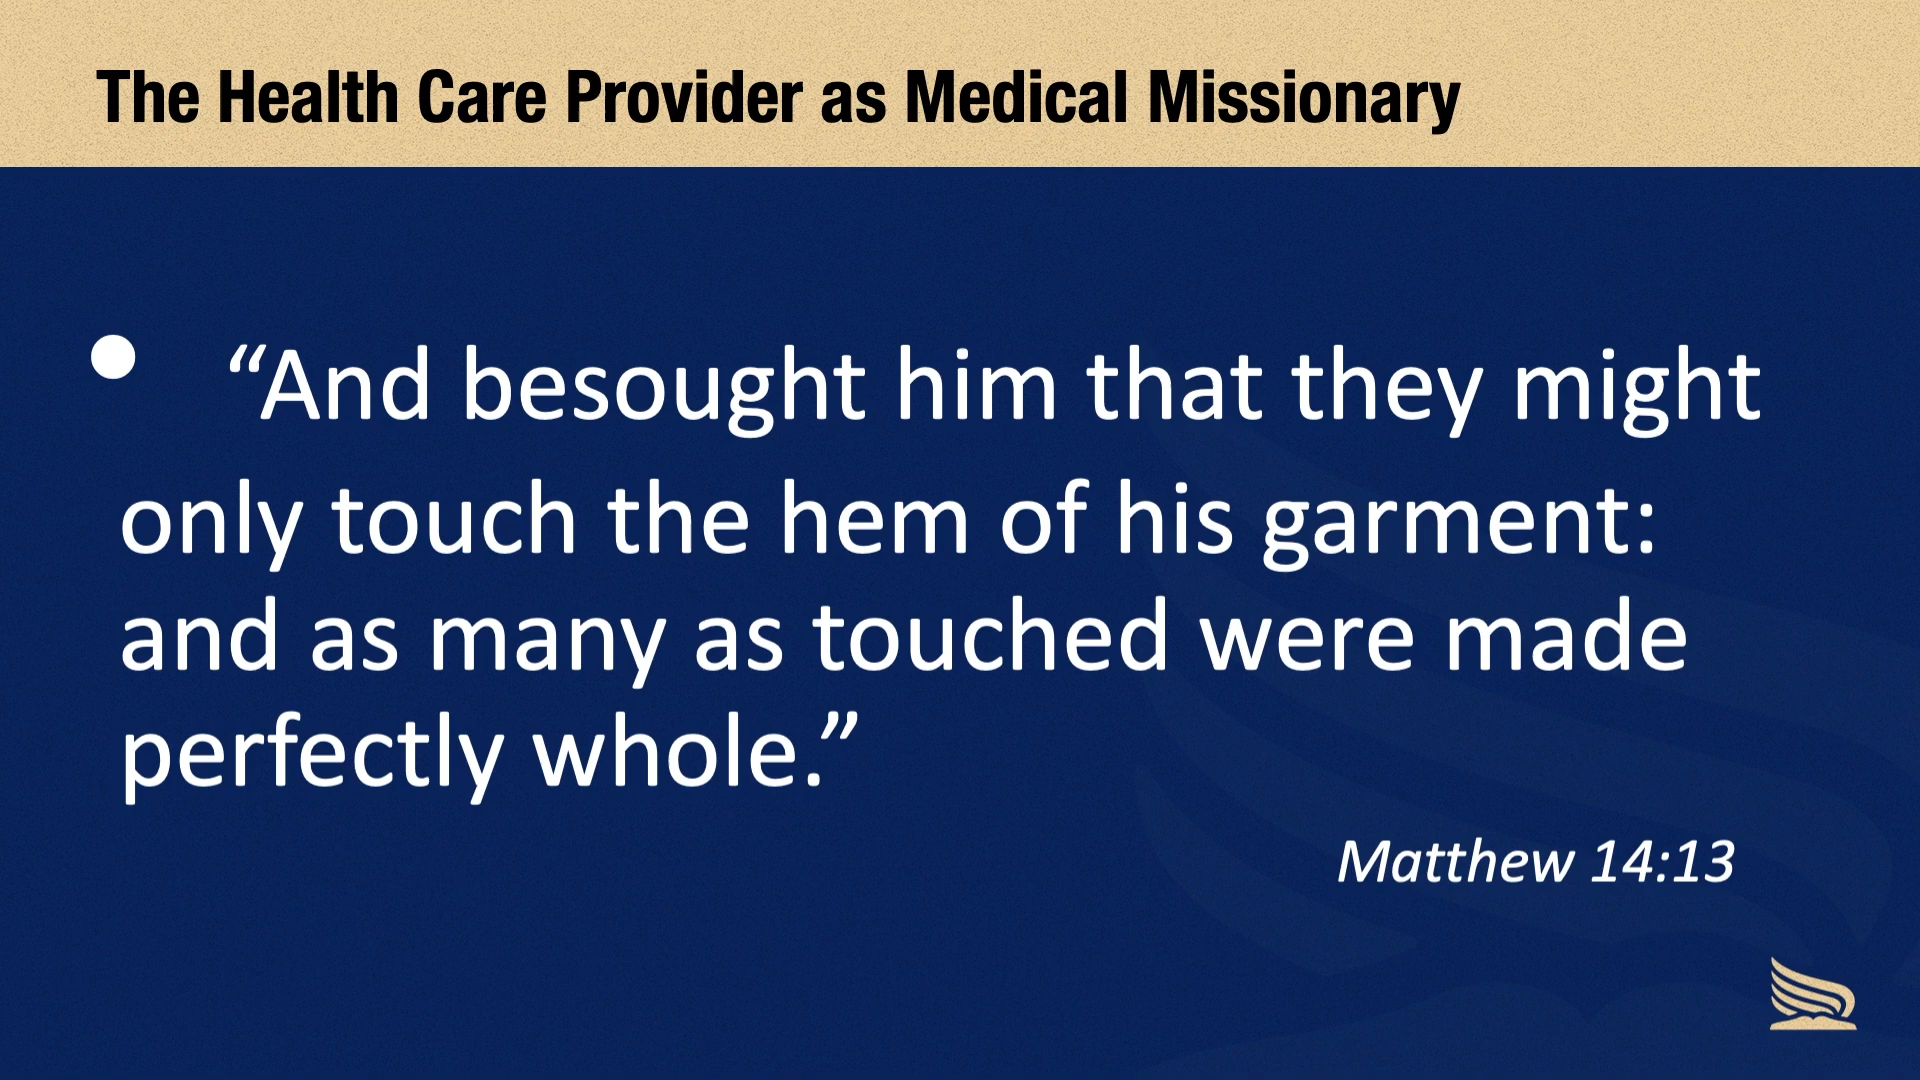 The Health Care Provider as Medical Missionary
• “And besought him that they might
only touch the hem of his garment:
and as many as touched were made
perfectly whole.”
Matthew 14:13